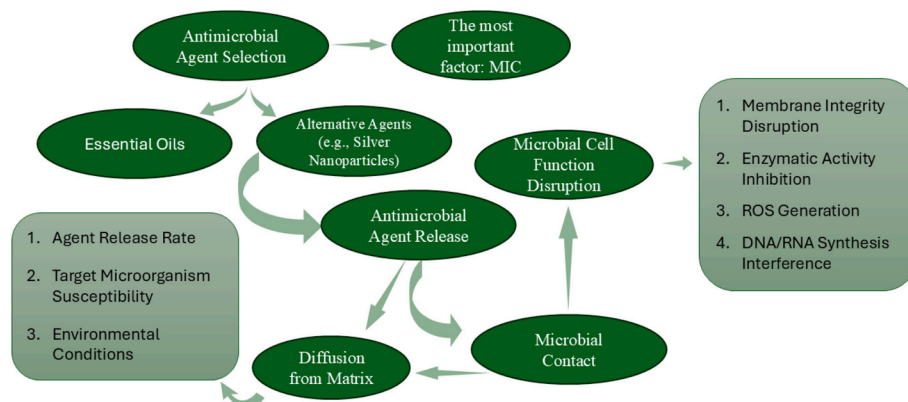 Antimicrobial
Agent Selection
The most
important
factor: MIC
Essential Oils
Alternative Agents
(e.g., Silver
Nanoparticles)
Microbial Cell
Function
Disruption
1. Membrane Integrity
Disruption
2. Enzymatic Activity
Inhibition
3. ROS Generation
4. DNA/RNA Synthesis
Interference
Antimicrobial
Agent Release
1. Agent Release Rate
2. Target Microorganism
Susceptibility
3. Environmental
Conditions
Diffusion
from Matrix
Microbial
Contact